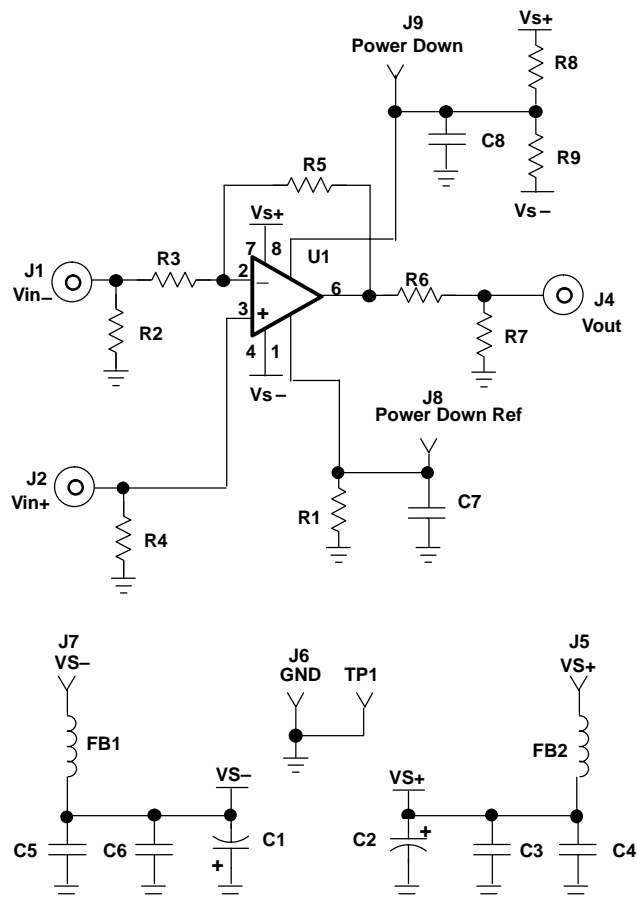 J9
Power Down
Vs+
R8
C8
R9
Vs−
R5
Vs+
7 8
U1
J1
Vin−
R3
2
−
6
R6
J4
Vout
3
+
R2
R7
4 1
Vs−
J8
Power Down Ref
J2
Vin+
R4
R1
C7
J7
VS−
J6
GND
TP1
J5
VS+
FB1
FB2
VS−
VS+
C5
C6
C1
+
C2
+
C3
C4